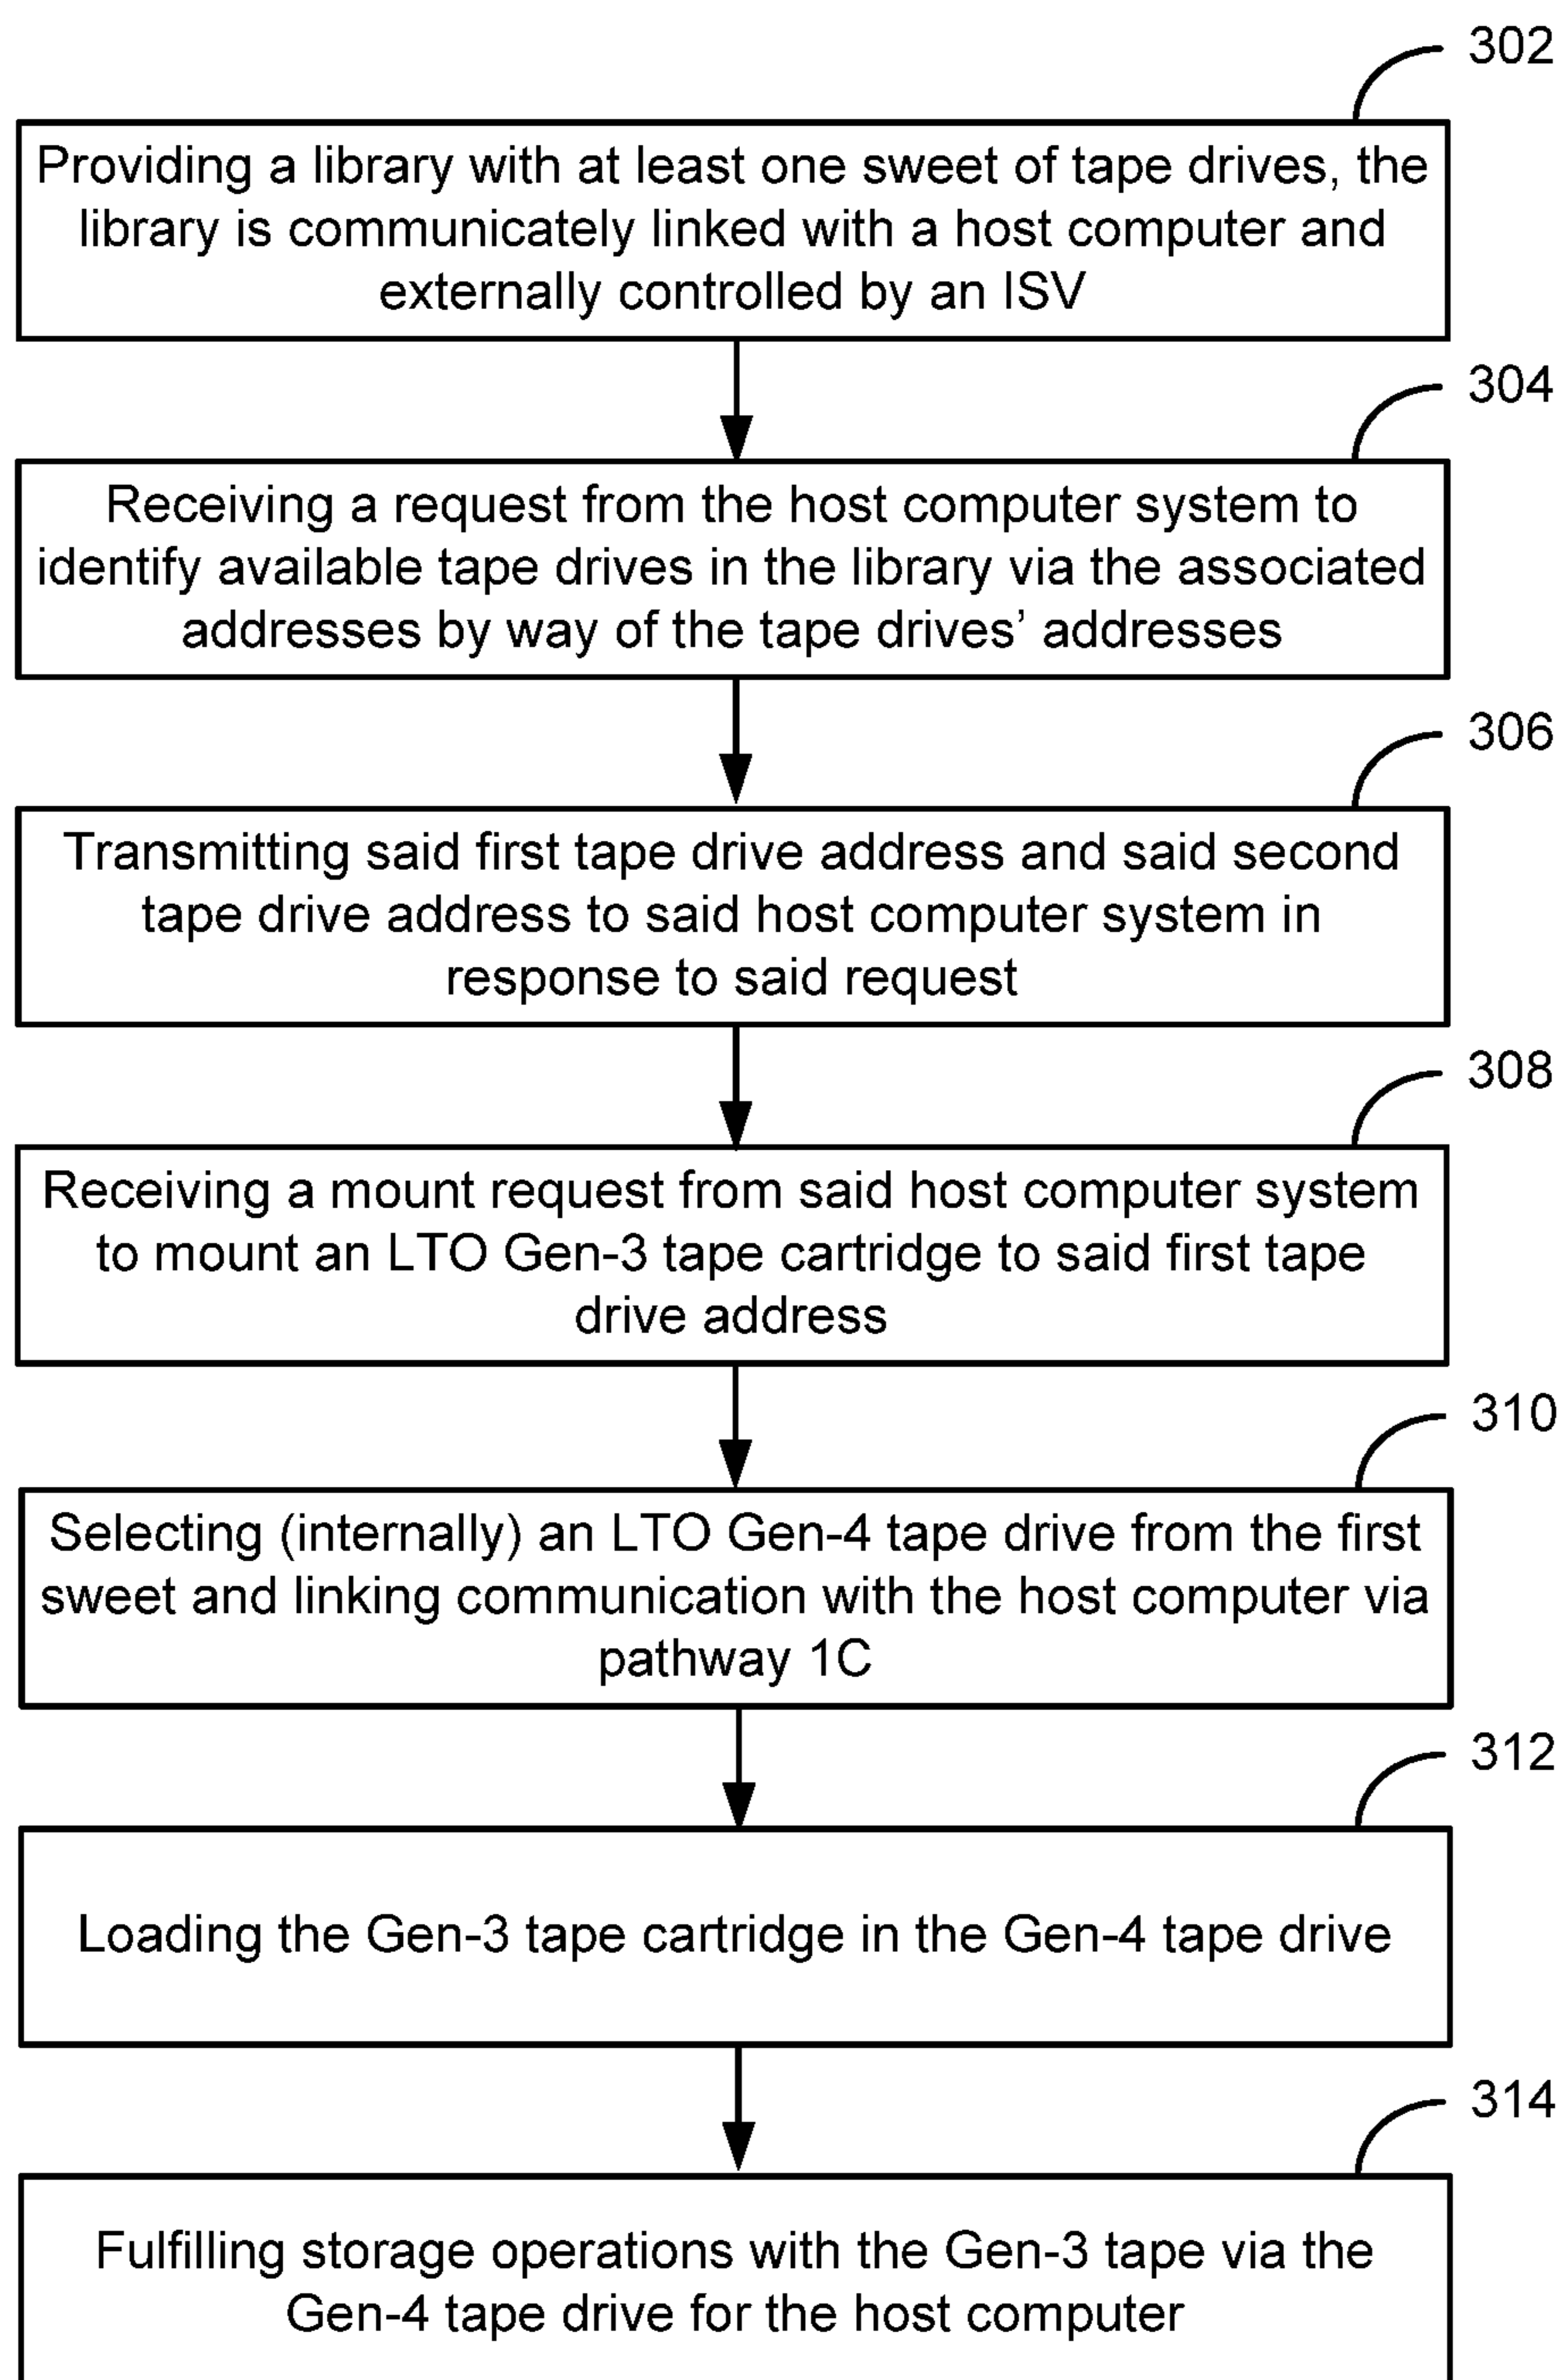 302
Providing a library with at least one sweet of tape drives, the
library is communicately linked with a host computer and
externally controlled by an ISV
304
Receiving a request from the host computer system to
identify available tape drives in the library via the associated
addresses by way of the tape drives’ addresses
306
Transmitting said first tape drive address and said second
tape drive address to said host computer system in
response to said request
308
Receiving a mount request from said host computer system
to mount an LTO Gen-3 tape cartridge to said first tape
drive address
310
Selecting (internally) an LTO Gen-4 tape drive from the first
sweet and linking communication with the host computer via
pathway 1C
312
Loading the Gen-3 tape cartridge in the Gen-4 tape drive
314
Fulfilling storage operations with the Gen-3 tape via the
Gen-4 tape drive for the host computer